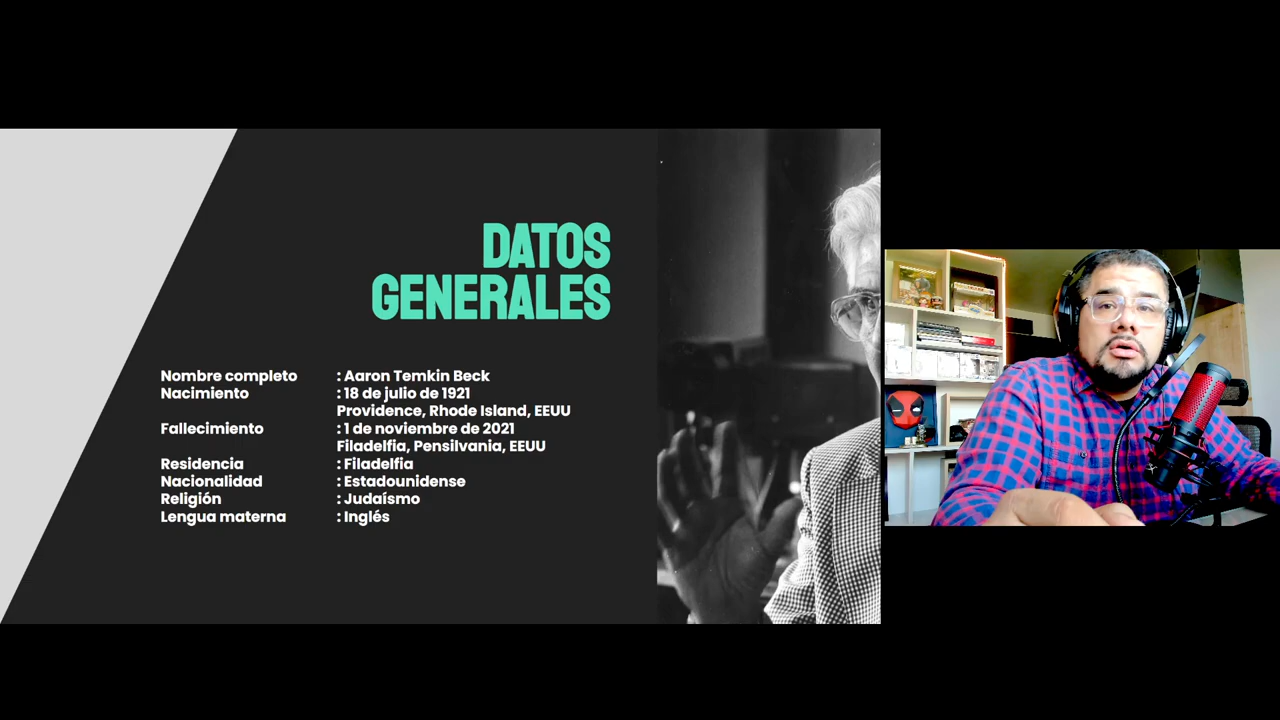 DATOS
GENERALES
Nombre completo : Aaron Temkin Beck
Nacimiento : 18 de julio de 1921
Providence, Rhode Island, EEUU
Fallecimiento : 1 de noviembre de 2021
Filadelfia, Pensilvania, EEUU
Residencia : Filadelfia
Nacionalidad : Estadounidense
Religión : Judaísmo
Lengua materna : Inglés